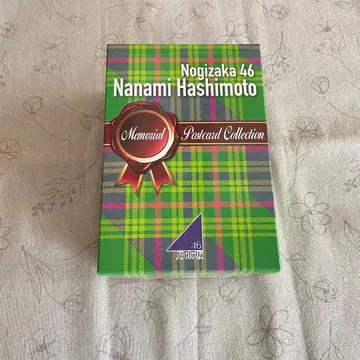 Nogizaka 46
Nanami Hashimoto
Memorial Postcard Collection
46